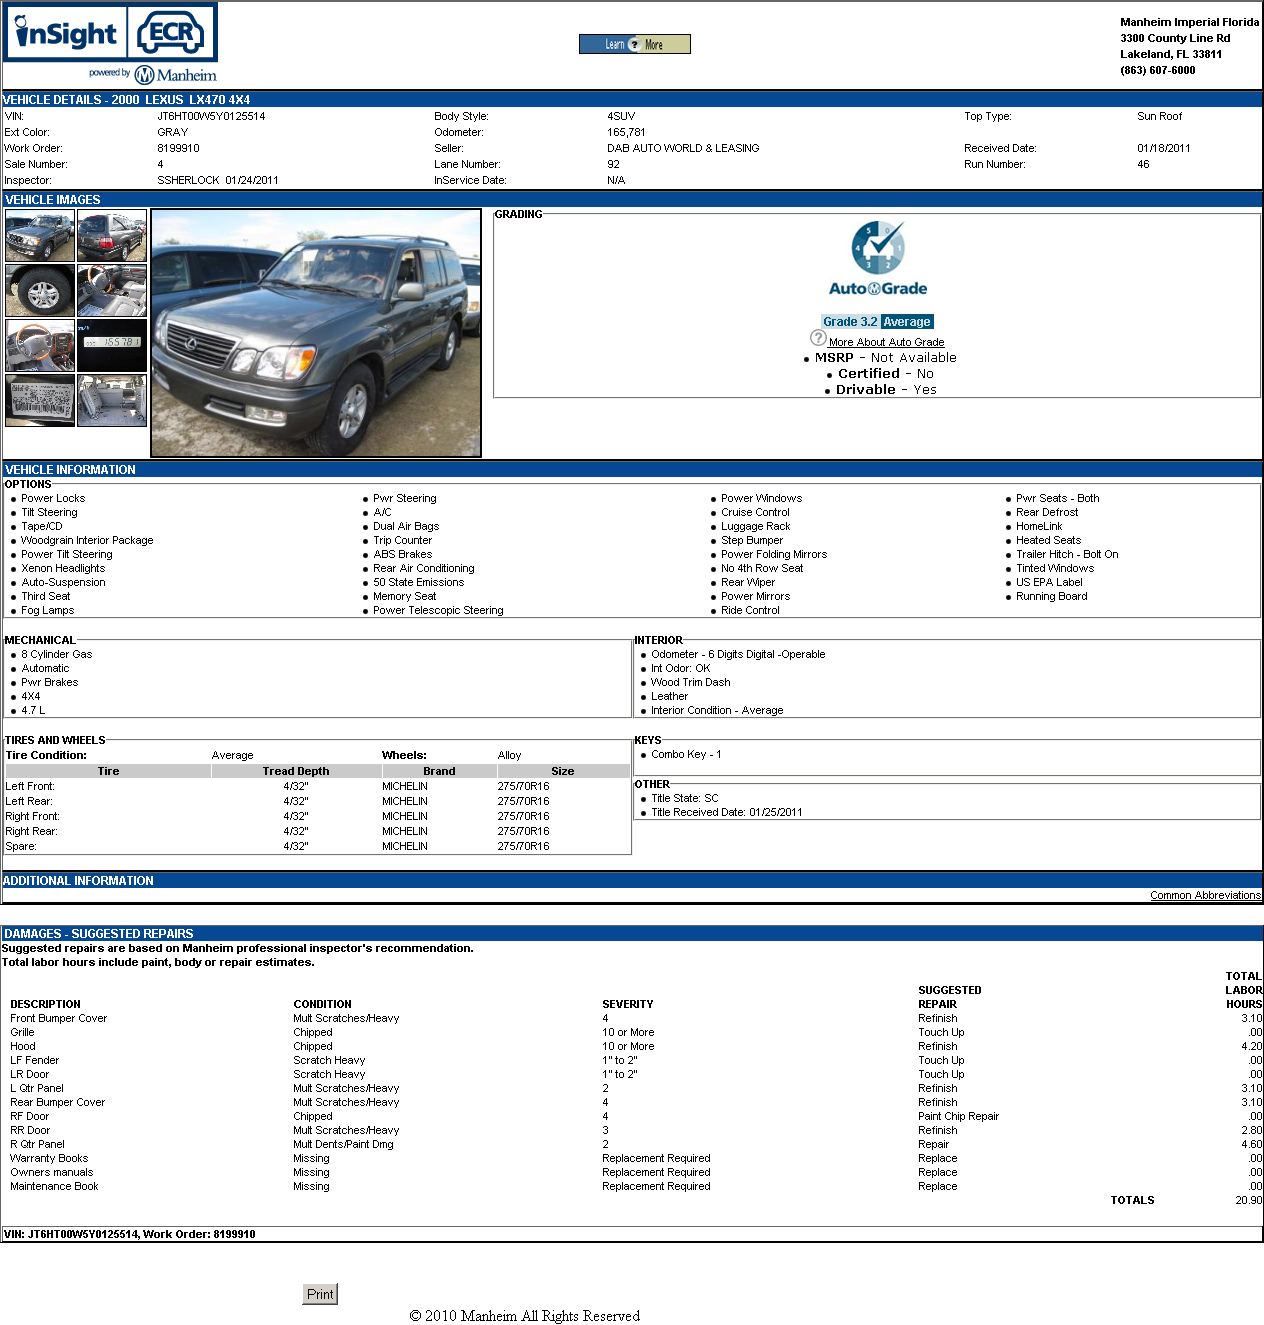 inSight ECR
powered by Manheim
Learn ? More
Manheim Imperial Florida
3300 County Line Rd
Lakeland, FL 33811
(863) 607-6000
VEHICLE DETAILS - 2000 LEXUS LX470 4X4
VIN: JT6HT00W5Y0125514 Body Style: 4SUV Top Type: Sun Roof
Ext Color: GRAY Odometer: 165,781
Work Order: 8199910 Seller: DAB AUTO WORLD & LEASING Received Date: 01/18/2011
Sale Number: 4 Lane Number: 92 Run Number: 46
Inspector: SSHERLOCK 01/24/2011 InService Date: N/A
VEHICLE IMAGES
165781
GRADING
5 0 4 1 3 2
AutoGrade
Grade 3.2 Average
? More About Auto Grade
• MSRP - Not Available
• Certified - No
• Drivable - Yes
VEHICLE INFORMATION
OPTIONS
• Power Locks • Pwr Steering • Power Windows • Pwr Seats - Both
• Tilt Steering • A/C • Cruise Control • Rear Defrost
• Tape/CD • Dual Air Bags • Luggage Rack • HomeLink
• Woodgrain Interior Package • Trip Counter • Step Bumper • Heated Seats
• Power Tilt Steering • ABS Brakes • Power Folding Mirrors • Trailer Hitch - Bolt On
• Xenon Headlights • Rear Air Conditioning • No 4th Row Seat • Tinted Windows
• Auto-Suspension • 50 State Emissions • Rear Wiper • US EPA Label
• Third Seat • Memory Seat • Power Mirrors • Running Board
• Fog Lamps • Power Telescopic Steering • Ride Control
MECHANICAL
• 8 Cylinder Gas
• Automatic
• Pwr Brakes
• 4X4
• 4.7 L
INTERIOR
• Odometer - 6 Digits Digital -Operable
• Int Odor: OK
• Wood Trim Dash
• Leather
• Interior Condition - Average
TIRES AND WHEELS
Tire Condition: Average Wheels: Alloy
Tire Tread Depth Brand Size
Left Front: 4/32" MICHELIN 275/70R16
Left Rear: 4/32" MICHELIN 275/70R16
Right Front: 4/32" MICHELIN 275/70R16
Right Rear: 4/32" MICHELIN 275/70R16
Spare: 4/32" MICHELIN 275/70R16
KEYS
• Combo Key - 1
OTHER
• Title State: SC
• Title Received Date: 01/25/2011
ADDITIONAL INFORMATION
Common Abbreviations
DAMAGES - SUGGESTED REPAIRS
Suggested repairs are based on Manheim professional inspector's recommendation.
Total labor hours include paint, body or repair estimates.
DESCRIPTION CONDITION SEVERITY SUGGESTED REPAIR TOTAL LABOR HOURS
Front Bumper Cover Mult Scratches/Heavy 4 Refinish 3.10
Grille Chipped 10 or More Touch Up .00
Hood Chipped 10 or More Refinish 4.20
LF Fender Scratch Heavy 1" to 2" Touch Up .00
LR Door Scratch Heavy 1" to 2" Touch Up .00
L Qtr Panel Mult Scratches/Heavy 2 Refinish 3.10
Rear Bumper Cover Mult Scratches/Heavy 4 Refinish 3.10
RF Door Chipped 4 Paint Chip Repair .00
RR Door Mult Scratches/Heavy 3 Refinish 2.80
R Qtr Panel Mult Dents/Paint Dmg 2 Repair 4.60
Warranty Books Missing Replacement Required Replace .00
Owners manuals Missing Replacement Required Replace .00
Maintenance Book Missing Replacement Required Replace .00
TOTALS 20.90
VIN: JT6HT00W5Y0125514, Work Order: 8199910
Print
© 2010 Manheim All Rights Reserved